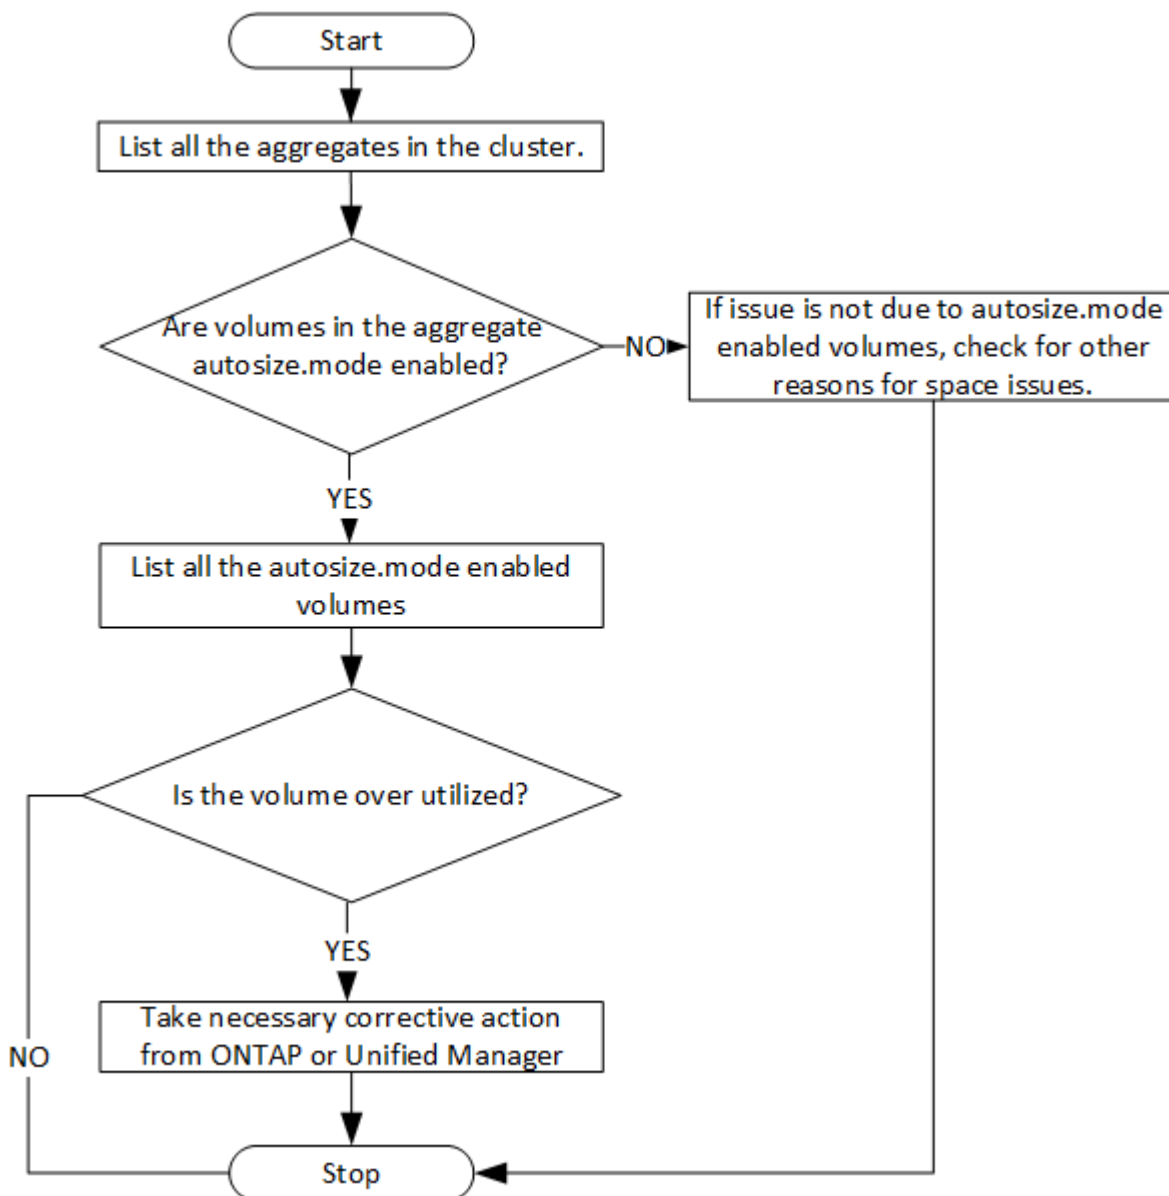 Start
List all the aggregates in the cluster.
Are volumes in the aggregate
autosize.mode enabled?
NO
If issue is not due to autosize.mode
enabled volumes, check for other
reasons for space issues.
YES
List all the autosize.mode enabled
volumes
Is the volume over utilized?
YES
Take necessary corrective action
from ONTAP or Unified Manager
NO
Stop